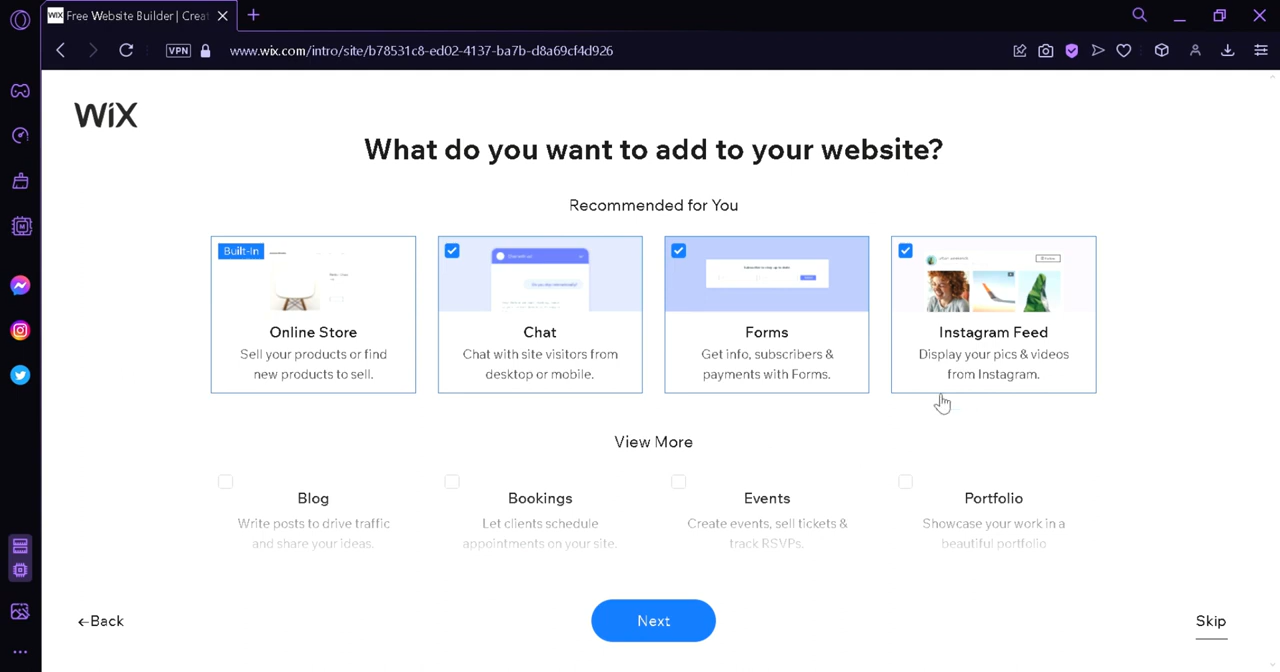 WIX Free Website Builder | Creat
VPN
www.wix.com/intro/site/b78531c8-ed02-4137-ba7b-d8a69cf4d926
WiX
What do you want to add to your website?
Recommended for You
Built-In
Online Store
Sell your products or find
new products to sell.
Chat
Chat with site visitors from
desktop or mobile.
Forms
Get info, subscribers &
payments with Forms.
Instagram Feed
Display your pics & videos
from Instagram.
View More
Blog
Write posts to drive traffic
and share your ideas.
Bookings
Let clients schedule
appointments on your site.
Events
Create events, sell tickets &
track RSVPs.
Portfolio
Showcase your work in a
beautiful portfolio
←Back
Next
Skip